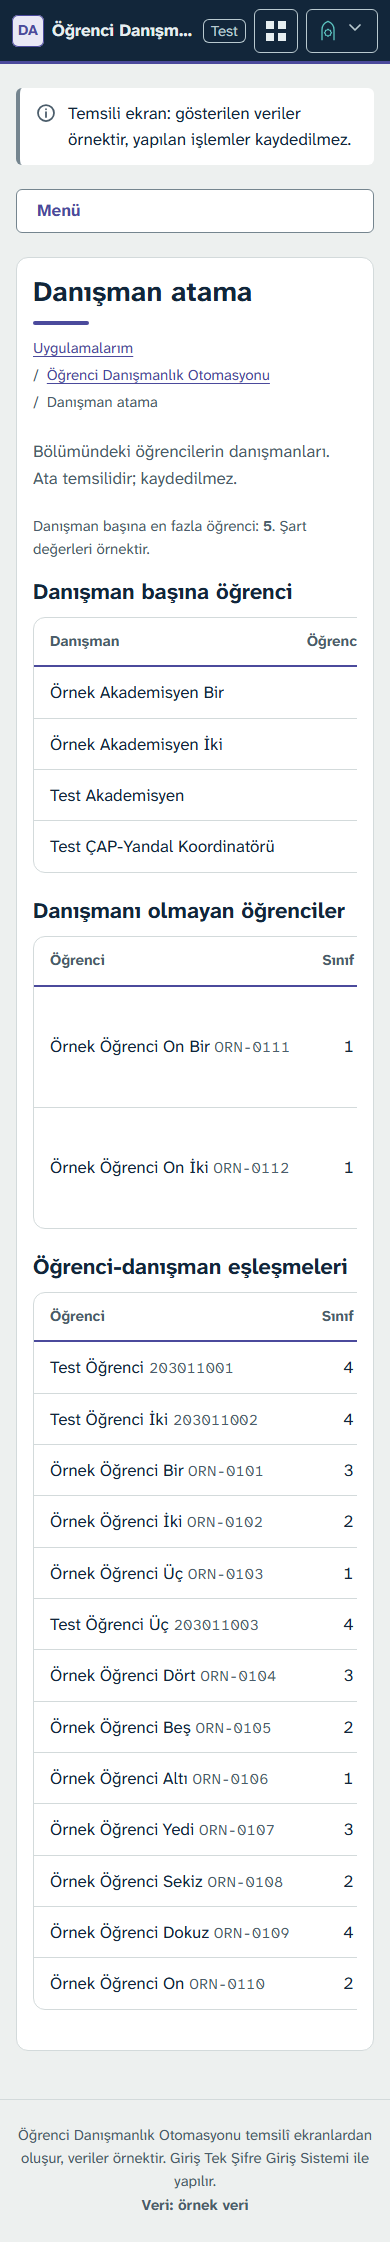 DA Öğrenci Danışm... Test
Temsili ekran: gösterilen veriler
örnektir, yapılan işlemler kaydedilmez.
Menü
Danışman atama
Uygulamalarım
/ Öğrenci Danışmanlık Otomasyonu
/ Danışman atama
Bölümündeki öğrencilerin danışmanları.
Ata temsilidir; kaydedilmez.
Danışman başına en fazla öğrenci: 5. Şart
değerleri örnektir.
Danışman başına öğrenci
Danışman Öğrenc
Örnek Akademisyen Bir
Örnek Akademisyen İki
Test Akademisyen
Test ÇAP-Yandal Koordinatörü
Danışmanı olmayan öğrenciler
Öğrenci Sınıf
Örnek Öğrenci On Bir ORN-0111 1
Örnek Öğrenci On İki ORN-0112 1
Öğrenci-danışman eşleşmeleri
Öğrenci Sınıf
Test Öğrenci 203011001 4
Test Öğrenci İki 203011002 4
Örnek Öğrenci Bir ORN-0101 3
Örnek Öğrenci İki ORN-0102 2
Örnek Öğrenci Üç ORN-0103 1
Test Öğrenci Üç 203011003 4
Örnek Öğrenci Dört ORN-0104 3
Örnek Öğrenci Beş ORN-0105 2
Örnek Öğrenci Altı ORN-0106 1
Örnek Öğrenci Yedi ORN-0107 3
Örnek Öğrenci Sekiz ORN-0108 2
Örnek Öğrenci Dokuz ORN-0109 4
Örnek Öğrenci On ORN-0110 2
Öğrenci Danışmanlık Otomasyonu temsilî ekranlardan
oluşur, veriler örnektir. Giriş Tek Şifre Giriş Sistemi ile
yapılır.
Veri: örnek veri